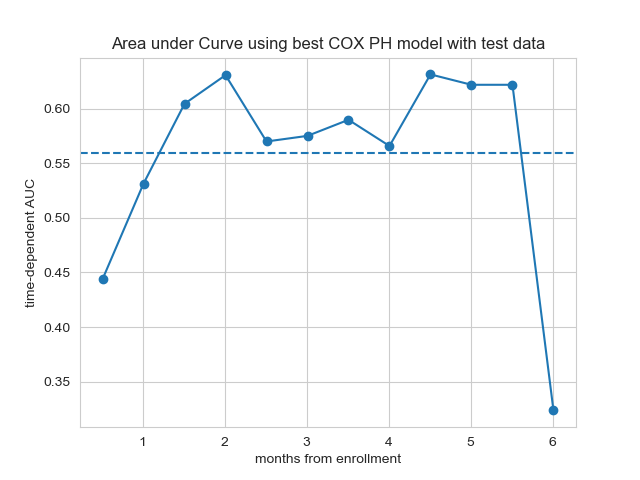 Area under Curve using best COX PH model with test data
time-dependent AUC
0.60
0.55
0.50
0.45
0.40
0.35
1 2 3 4 5 6
months from enrollment